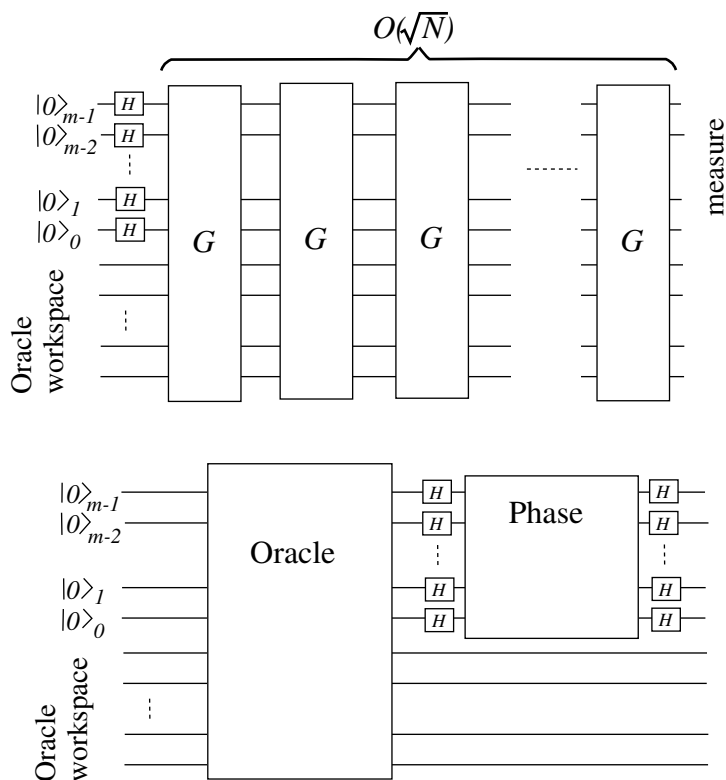 O(√N)
|0⟩m-1 H
|0⟩m-2 H
|0⟩1 H
|0⟩0 H
G G G G
measure
Oracle
workspace
|0⟩m-1 H H
|0⟩m-2 H H
Oracle Phase
|0⟩1 H H
|0⟩0 H H
Oracle
workspace